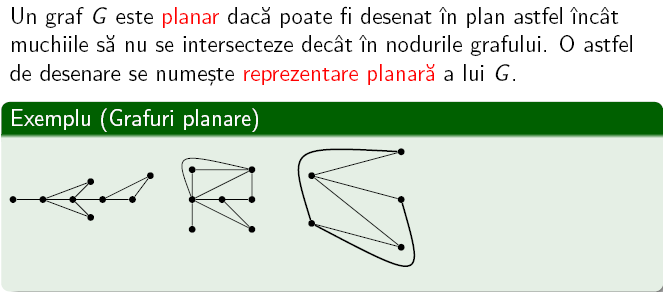 Un graf G este planar dacă poate fi desenat în plan astfel încât
muchiile să nu se intersecteze decât în nodurile grafului. O astfel
de desenare se numește reprezentare planară a lui G.
Exemplu (Grafuri planare)